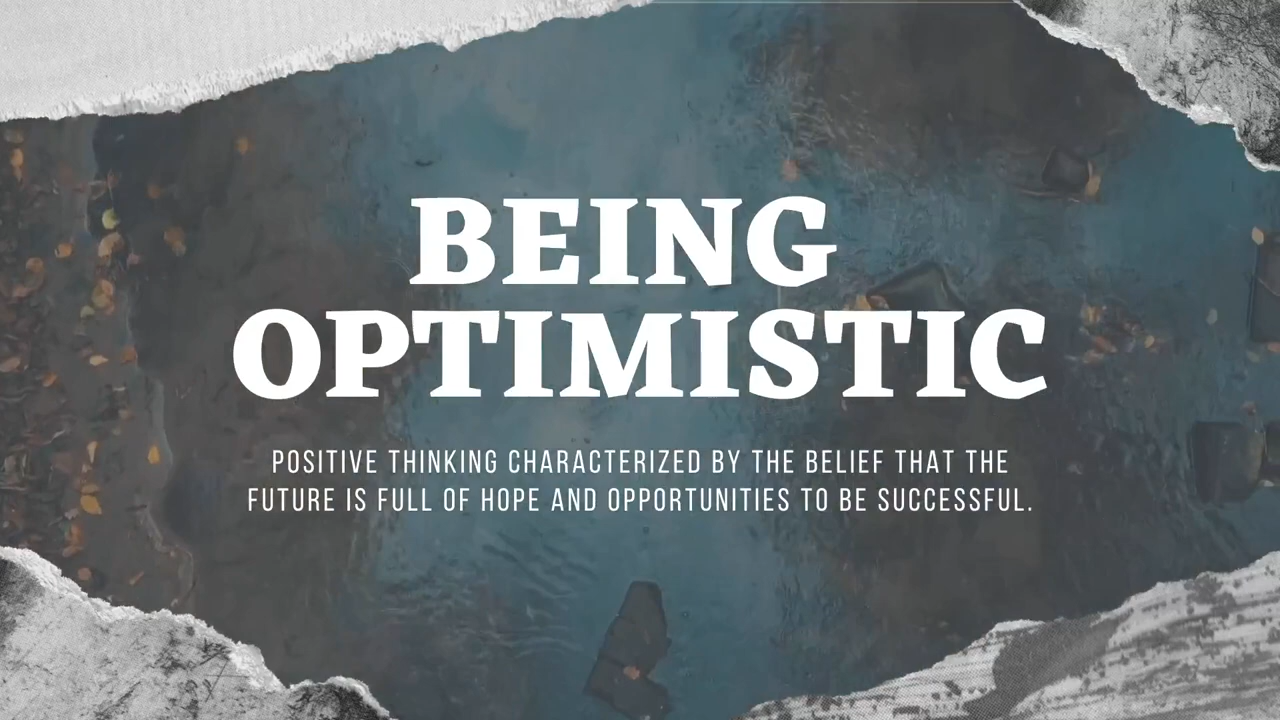 BEING
OPTIMISTIC
POSITIVE THINKING CHARACTERIZED BY THE BELIEF THAT THE
FUTURE IS FULL OF HOPE AND OPPORTUNITIES TO BE SUCCESSFUL.